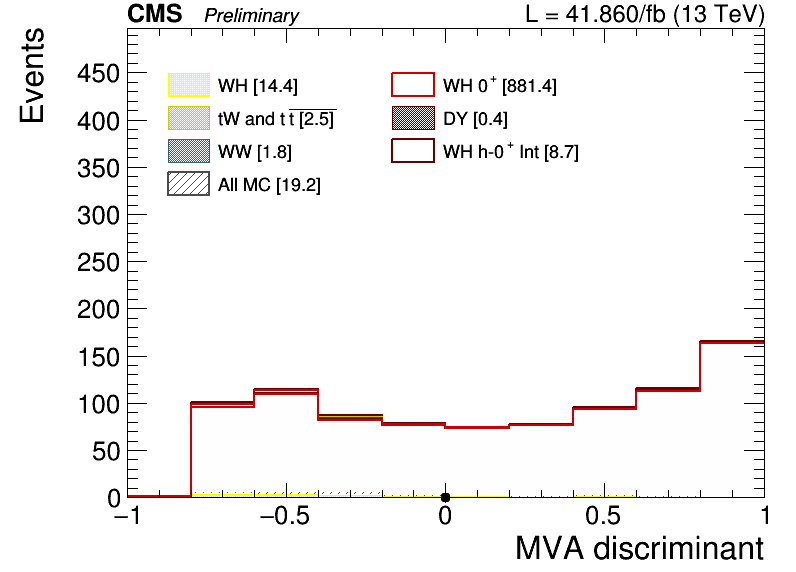 CMS Preliminary L = 41.860/fb (13 TeV)
Events
WH [14.4] WH 0+ [881.4]
tW and t t [2.5] DY [0.4]
WW [1.8] WH h-0+ Int [8.7]
All MC [19.2]
450
400
350
300
250
200
150
100
50
0
−1 −0.5 0 0.5 1
MVA discriminant